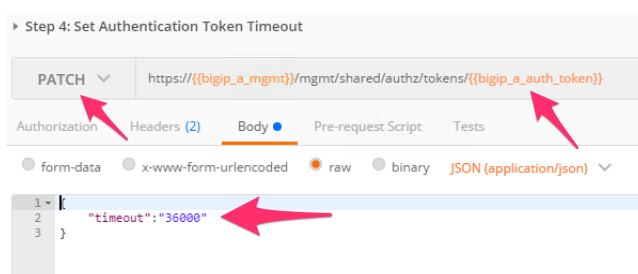 Step 4: Set Authentication Token Timeout
PATCH https://{{bigip_a_mgmt}}/mgmt/shared/authz/tokens/{{bigip_a_auth_token}}
Authorization Headers (2) Body Pre-request Script Tests
form-data x-www-form-urlencoded raw binary JSON (application/json)
1 {
2 "timeout":"36000"
3 }